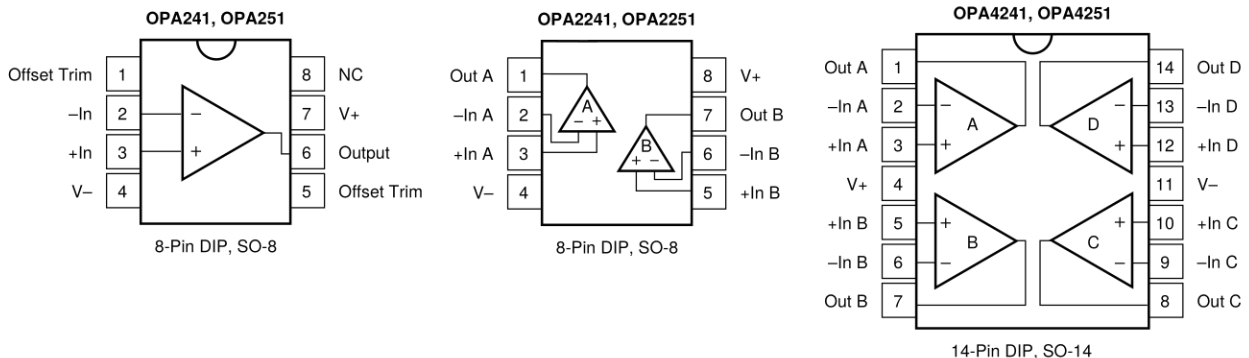 OPA241, OPA251
Offset Trim 1
–In 2
+In 3
V– 4
8 NC
7 V+
6 Output
5 Offset Trim
–
+
8-Pin DIP, SO-8
OPA2241, OPA2251
Out A 1
–In A 2
+In A 3
V– 4
8 V+
7 Out B
6 –In B
5 +In B
A
– +
B
+ –
8-Pin DIP, SO-8
OPA4241, OPA4251
Out A 1
–In A 2
+In A 3
V+ 4
+In B 5
–In B 6
Out B 7
14 Out D
13 –In D
12 +In D
11 V–
10 +In C
9 –In C
8 Out C
–
A
+
–
D
+
+
B
–
+
C
–
14-Pin DIP, SO-14